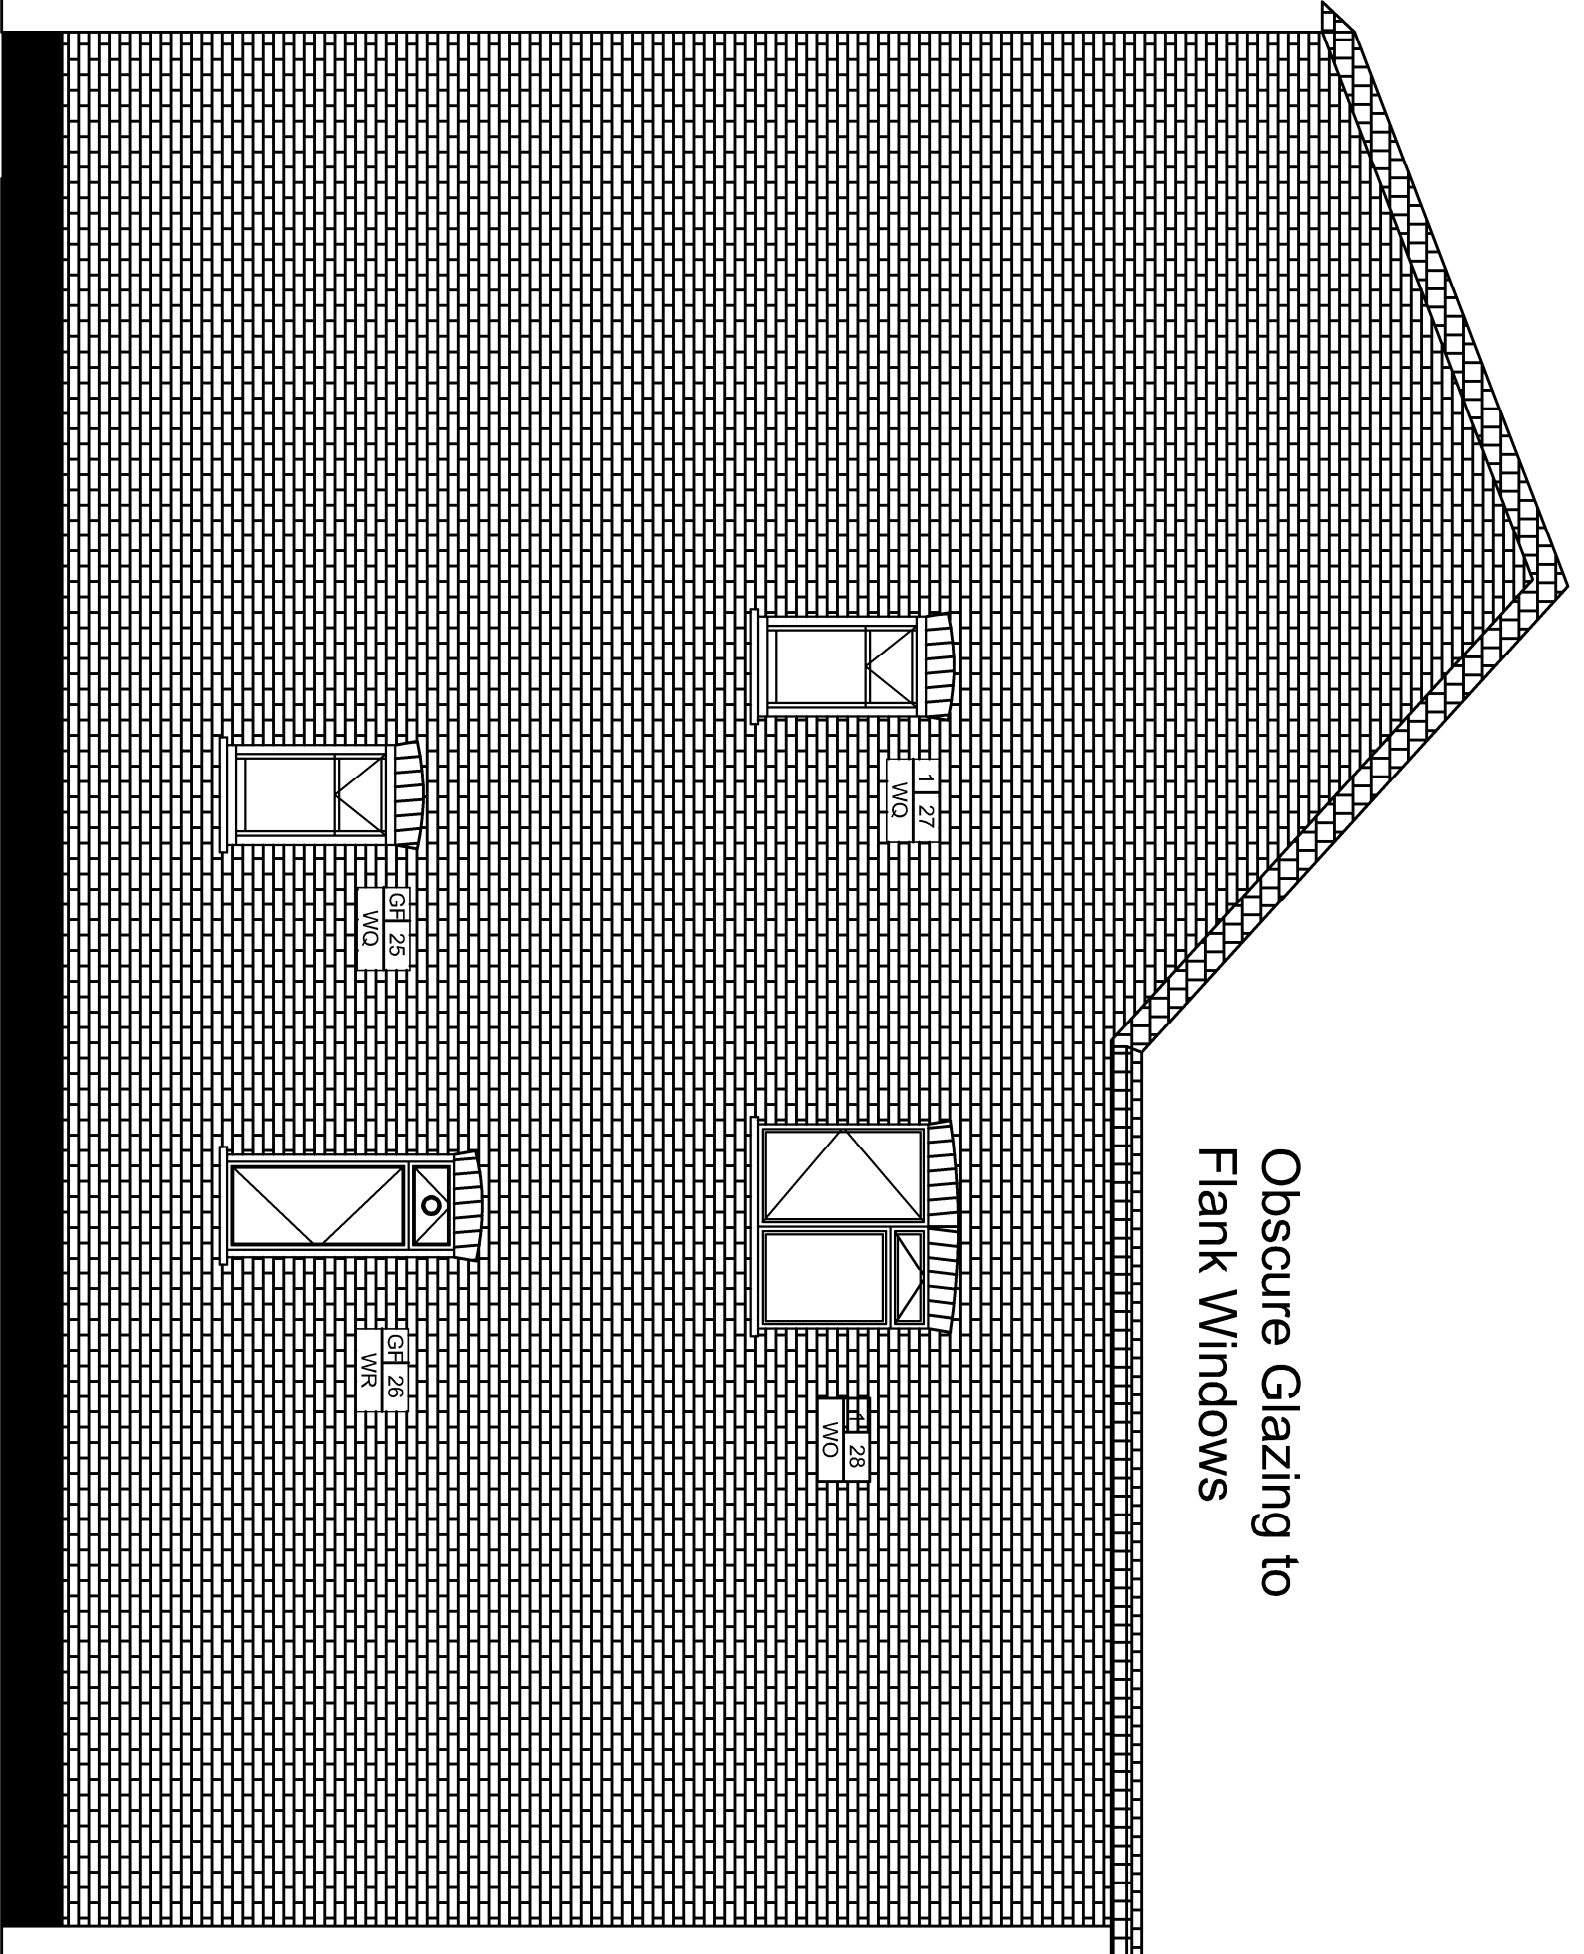 Obscure Glazing to
Flank Windows
1 27
WQ
1 28
WO
GF 25
WQ
GF 26
WR